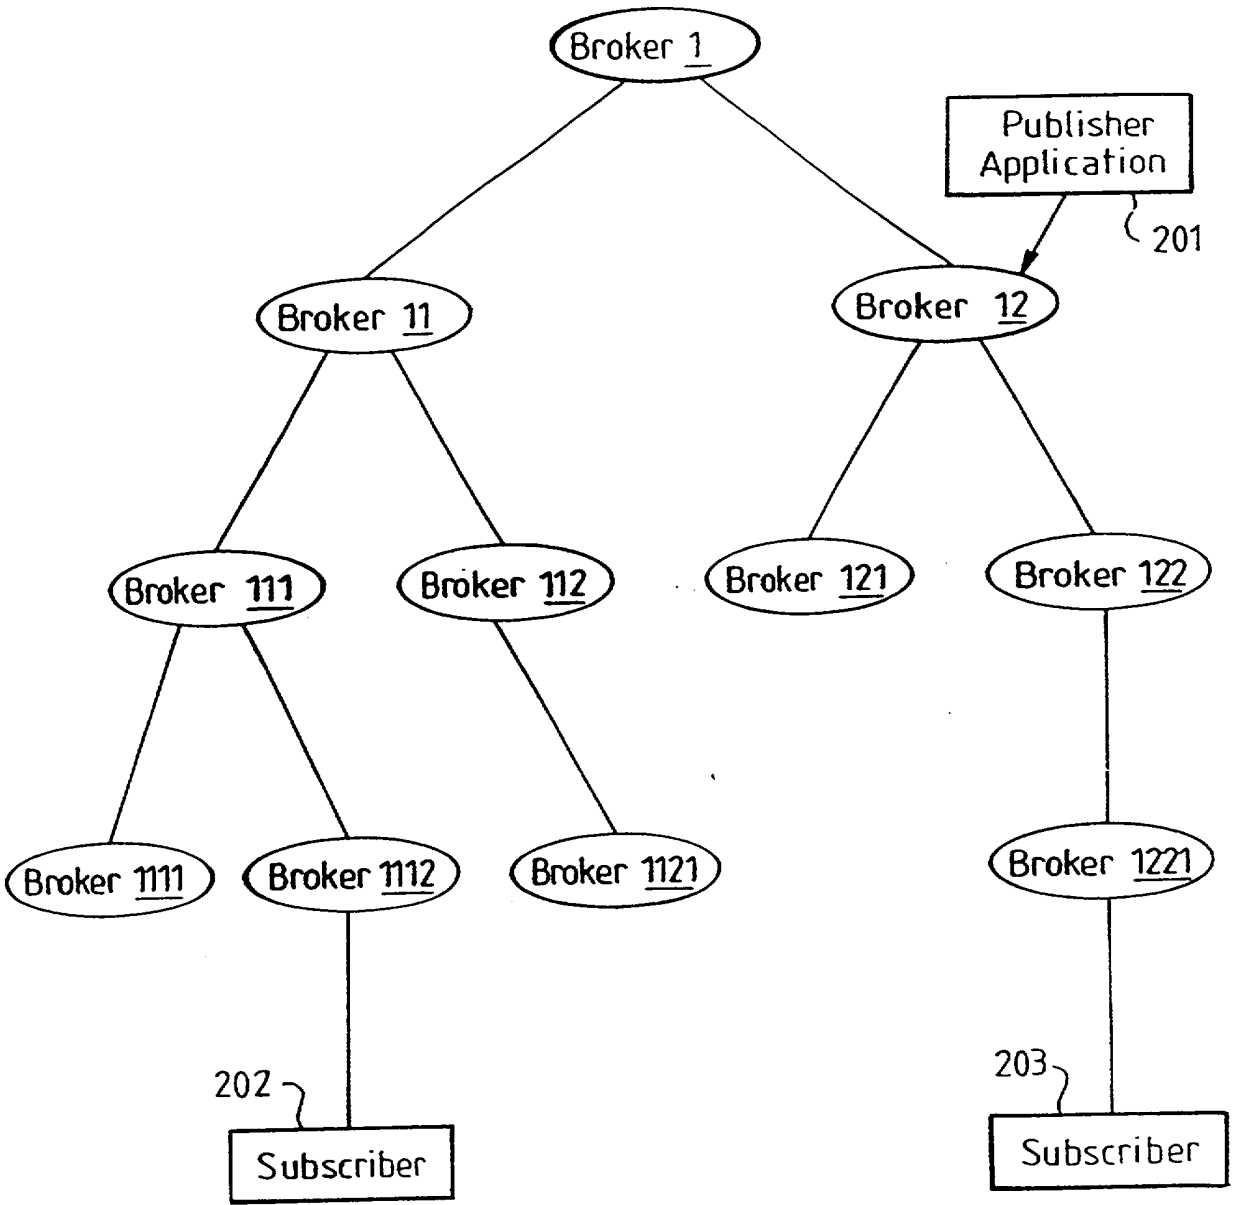 Broker 1
Publisher
Application
201
Broker 11
Broker 12
Broker 111
Broker 112
Broker 121
Broker 122
Broker 1111
Broker 1112
Broker 1121
Broker 1221
202
203
Subscriber
Subscriber